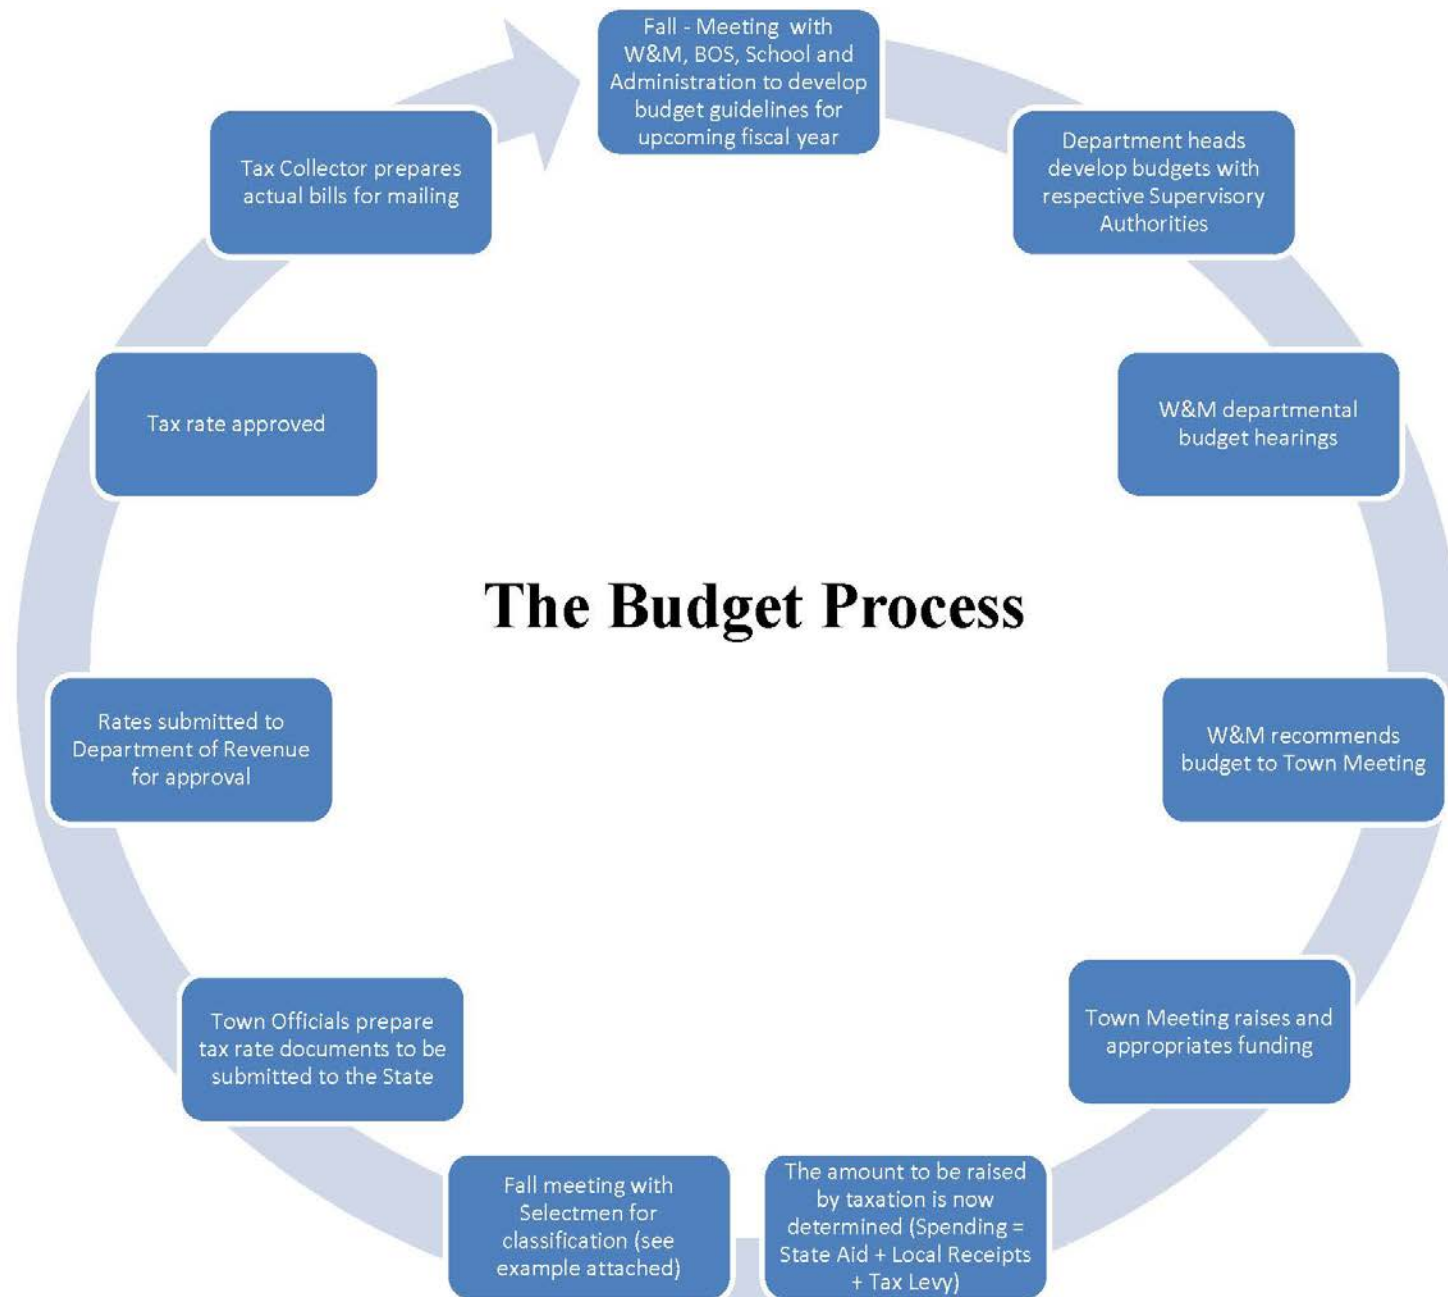 Fall - Meeting with
W&M, BOS, School and
Administration to develop
budget guidelines for
upcoming fiscal year
Department heads
develop budgets with
respective Supervisory
Authorities
W&M departmental
budget hearings
W&M recommends
budget to Town Meeting
Town Meeting raises and
appropriates funding
The amount to be raised
by taxation is now
determined (Spending =
State Aid + Local Receipts
+ Tax Levy)
Fall meeting with
Selectmen for
classification (see
example attached)
Town Officials prepare
tax rate documents to be
submitted to the State
Rates submitted to
Department of Revenue
for approval
Tax rate approved
Tax Collector prepares
actual bills for mailing
The Budget Process